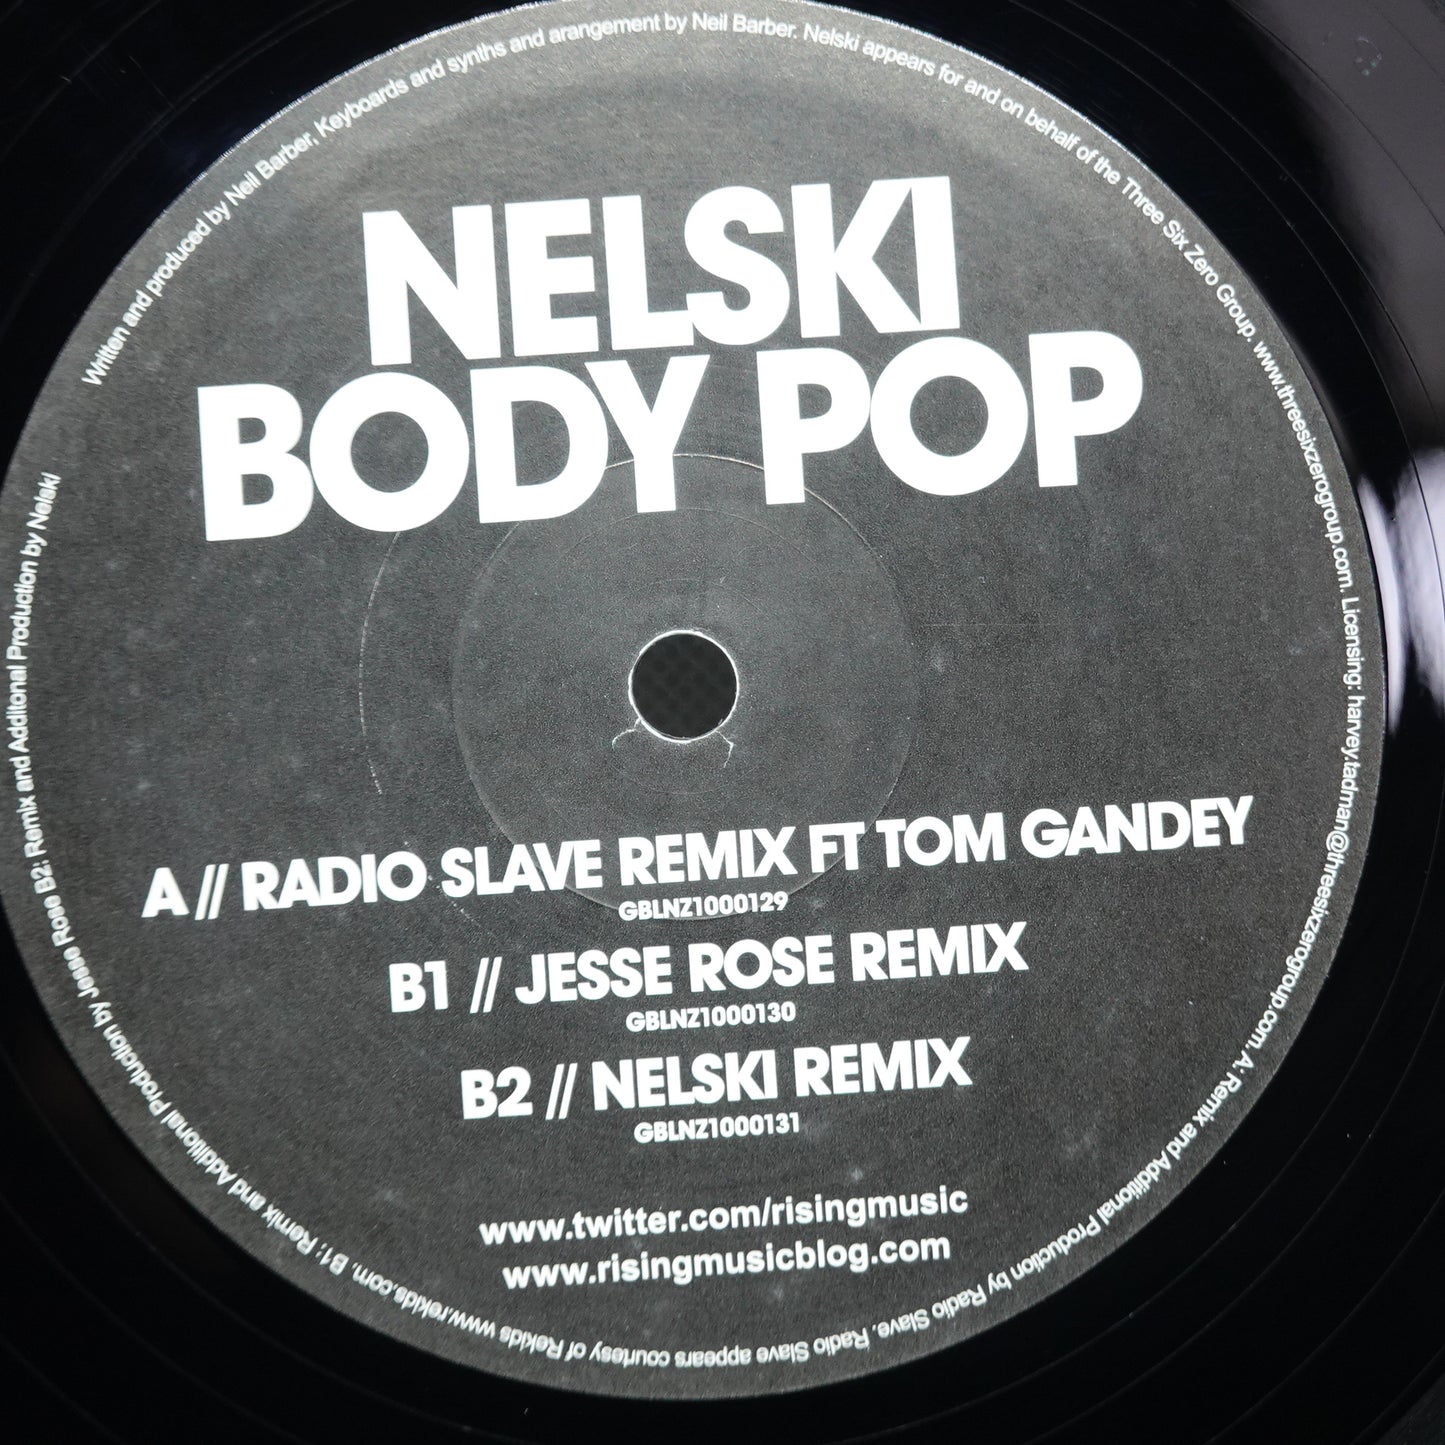 NELSKI
BODY POP
A // RADIO SLAVE REMIX FT TOM GANDEY
GBLNZ1000129
B1 // JESSE ROSE REMIX
GBLNZ1000130
B2 // NELSKI REMIX
GBLNZ1000131
www.twitter.com/risingmusic
www.risingmusicblog.com
Written and produced by Neil Barber. Keyboards and synths and arangement by Neil Barber. Nelski appears for and on behalf of the Three Six Zero Group. www.threesixzerogroup.com. Licensing: harvey.tadman@threesixzerogroup.com. A: Remix and Additional Production by Radio Slave. Radio Slave appears courtesy of Rekids www.rekids.com. B1: Remix and Additional Production by Jesse Rose B2: Remix and Additonal Production by Nelski